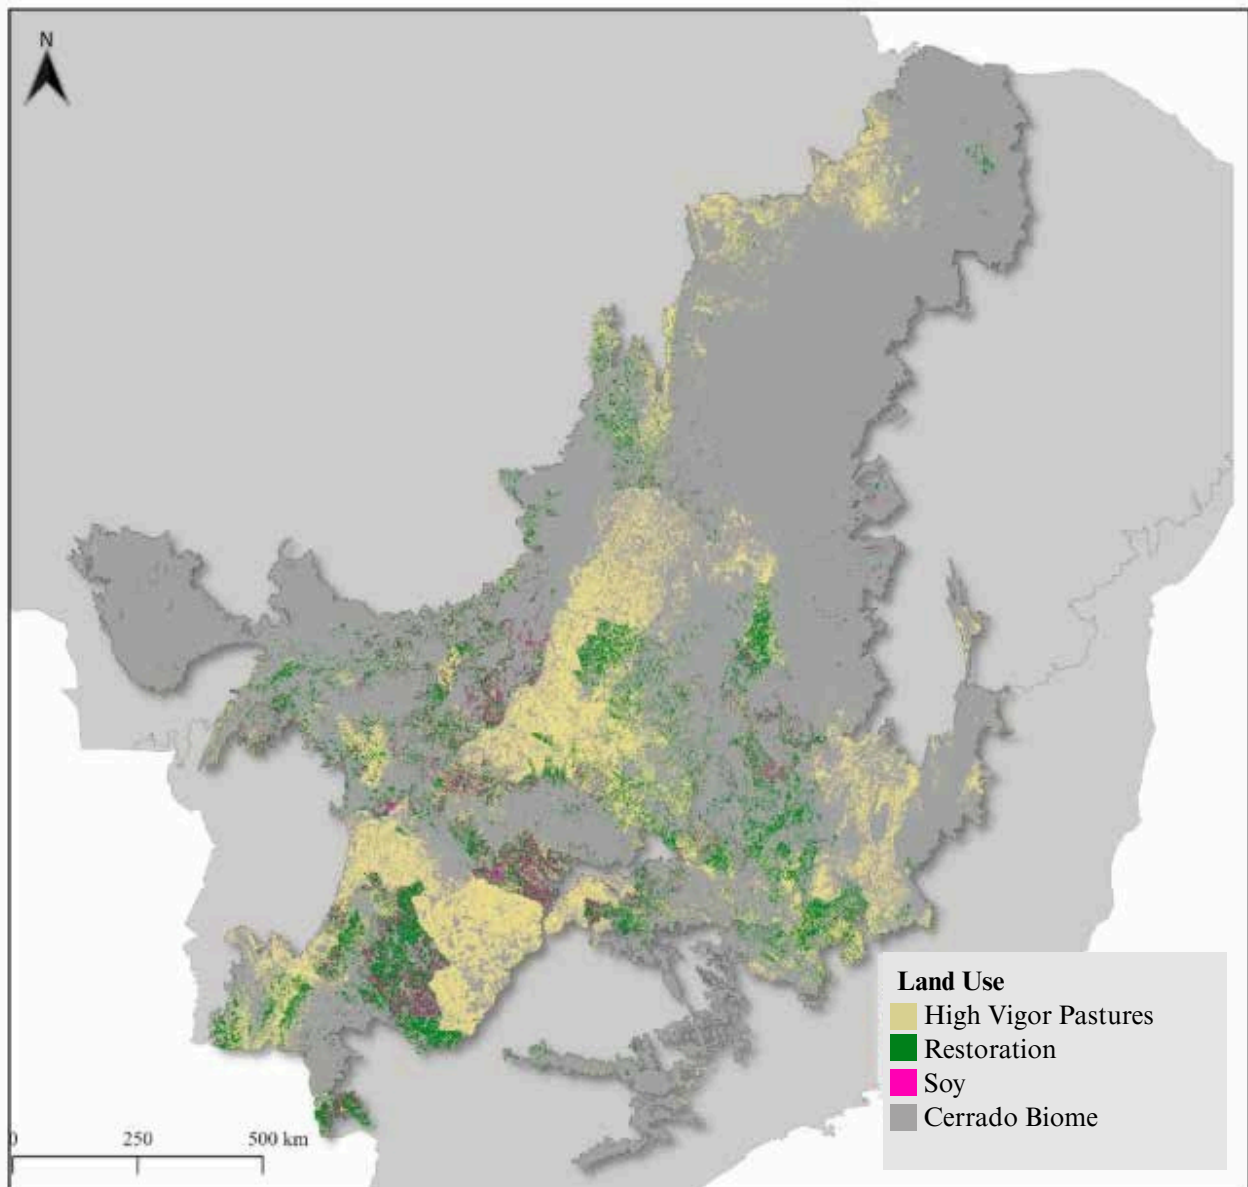 N
Land Use
High Vigor Pastures
Restoration
Soy
Cerrado Biome
0 250 500 km